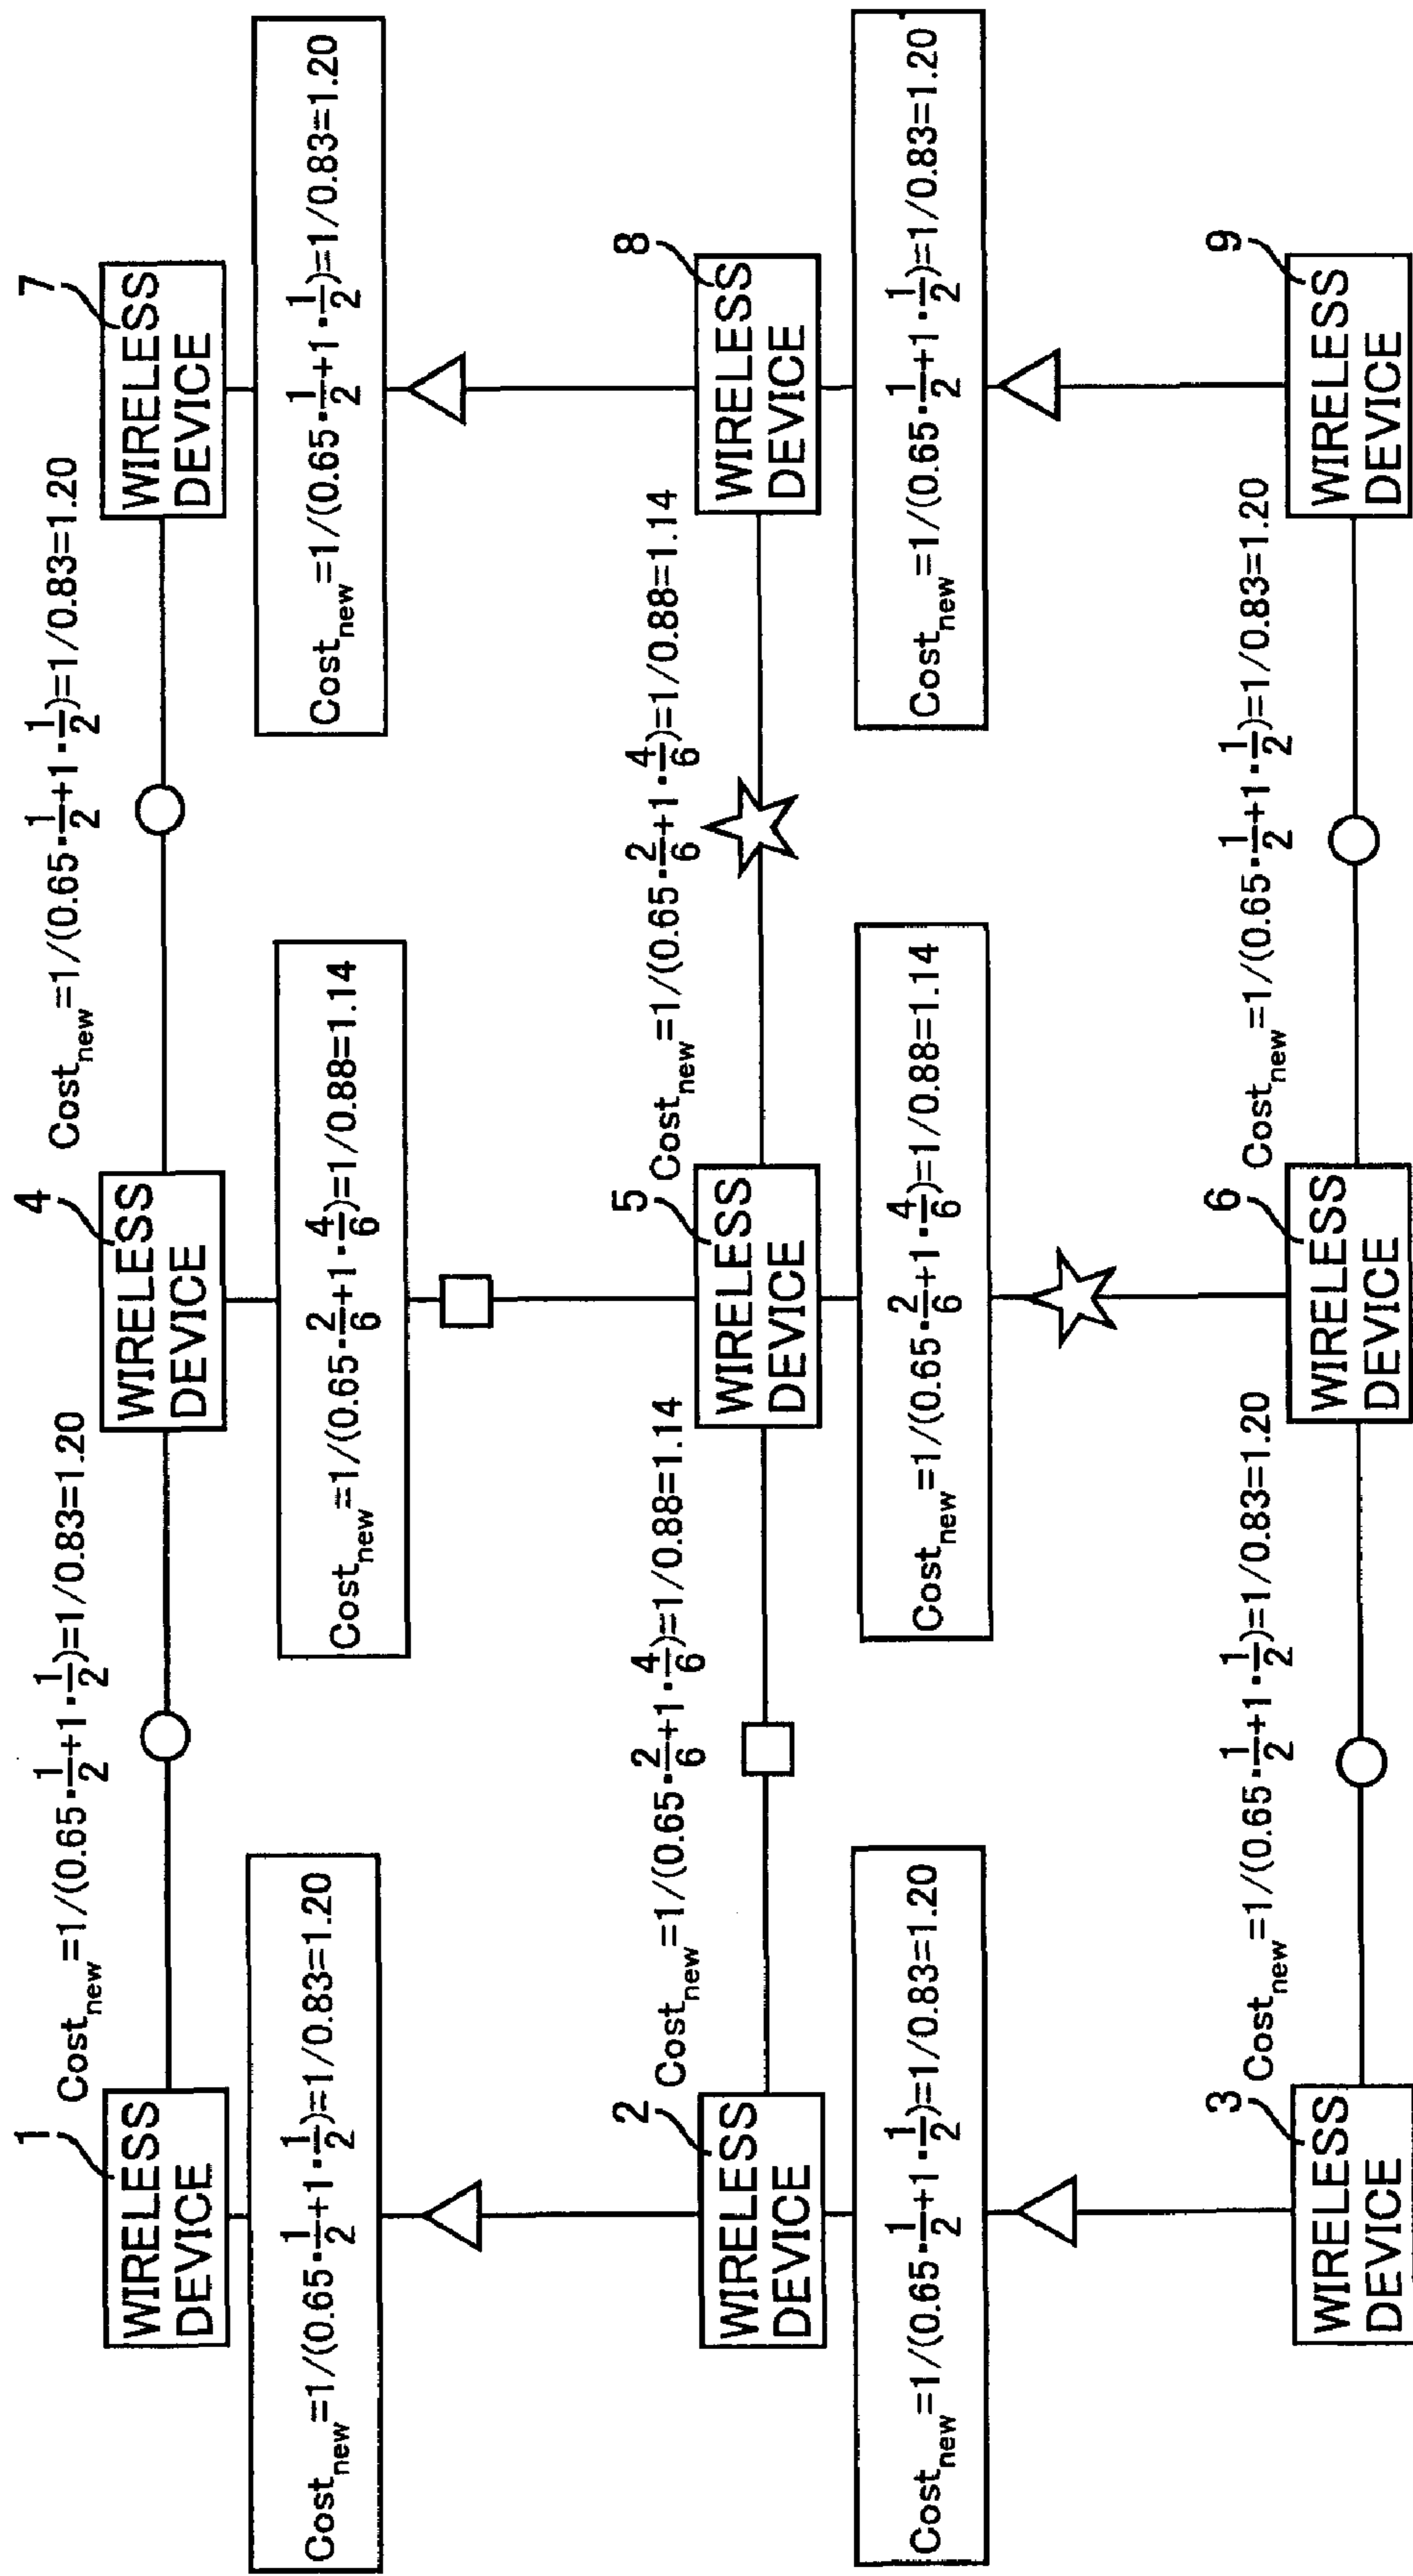 1
WIRELESS
DEVICE
Cost_new=1/(0.65·1/2+1·1/2)=1/0.83=1.20
4
WIRELESS
DEVICE
Cost_new=1/(0.65·1/2+1·1/2)=1/0.83=1.20
7
WIRELESS
DEVICE
Cost_new=1/(0.65·1/2+1·1/2)=1/0.83=1.20
Cost_new=1/(0.65·2/6+1·4/6)=1/0.88=1.14
Cost_new=1/(0.65·1/2+1·1/2)=1/0.83=1.20
2
WIRELESS
DEVICE
Cost_new=1/(0.65·2/6+1·4/6)=1/0.88=1.14
5
WIRELESS
DEVICE
Cost_new=1/(0.65·2/6+1·4/6)=1/0.88=1.14
8
WIRELESS
DEVICE
Cost_new=1/(0.65·1/2+1·1/2)=1/0.83=1.20
Cost_new=1/(0.65·2/6+1·4/6)=1/0.88=1.14
Cost_new=1/(0.65·1/2+1·1/2)=1/0.83=1.20
3
WIRELESS
DEVICE
Cost_new=1/(0.65·1/2+1·1/2)=1/0.83=1.20
6
WIRELESS
DEVICE
Cost_new=1/(0.65·1/2+1·1/2)=1/0.83=1.20
9
WIRELESS
DEVICE